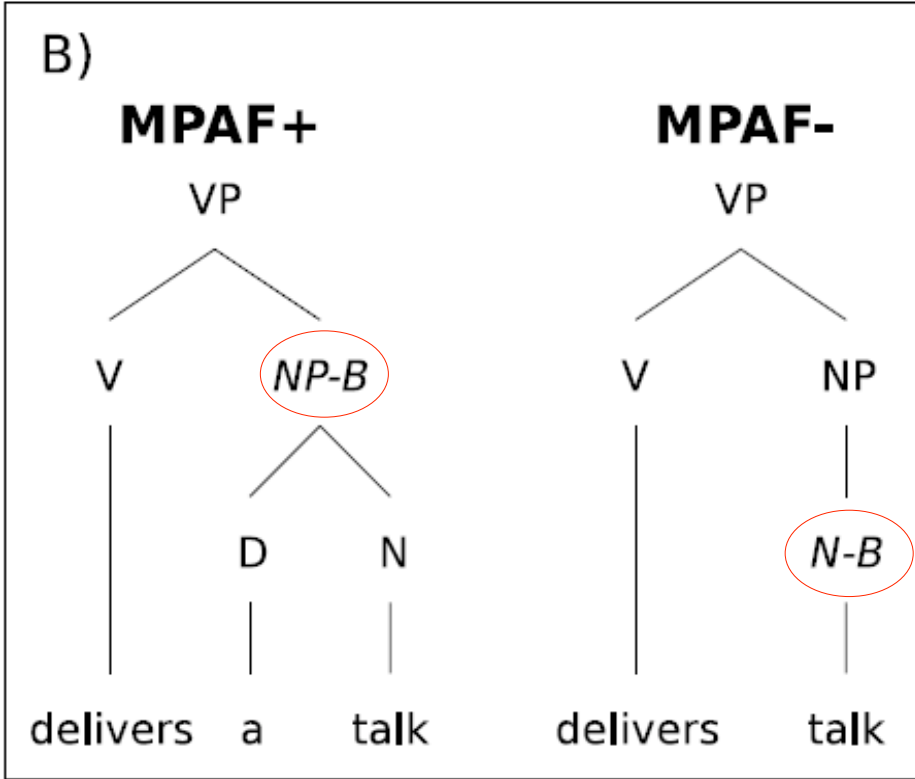 B)
MPAF+ MPAF-
VP VP
V NP-B V NP
D N N-B
delivers a talk delivers talk